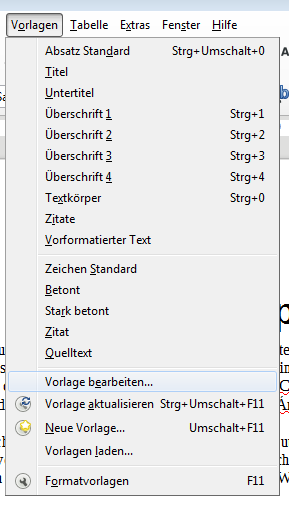 Vorlagen Tabelle Extras Fenster Hilfe
Absatz Standard Strg+Umschalt+0
Titel
Untertitel
Überschrift 1 Strg+1
Überschrift 2 Strg+2
Überschrift 3 Strg+3
Überschrift 4 Strg+4
Textkörper Strg+0
Zitate
Vorformatierter Text
Zeichen Standard
Betont
Stark betont
Zitat
Quelltext
Vorlage bearbeiten...
Vorlage aktualisieren Strg+Umschalt+F11
Neue Vorlage... Umschalt+F11
Vorlagen laden...
Formatvorlagen F11